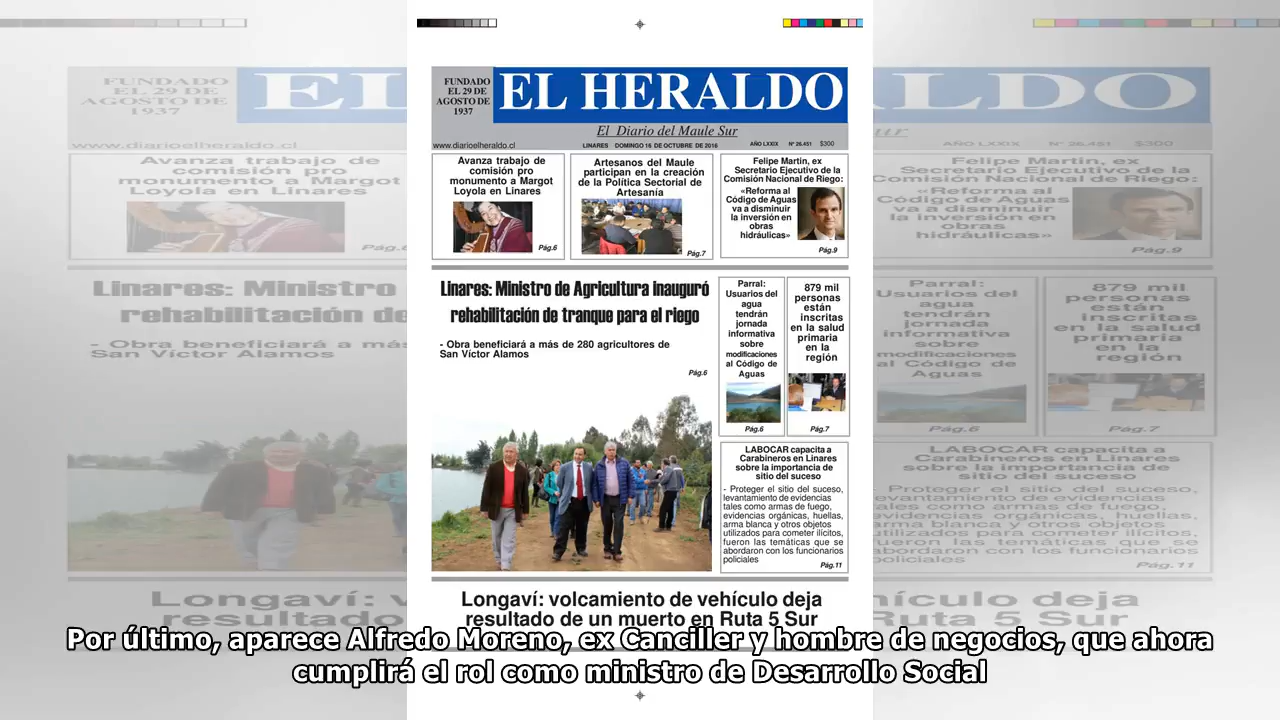 FUNDADO
EL 29 DE
AGOSTO DE
1937
EL HERALDO
El Diario del Maule Sur
www.diarioelheraldo.cl
LINARES DOMINGO 16 DE OCTUBRE DE 2016
AÑO LXXIX Nº 26.451 $300
Avanza trabajo de
comisión pro
monumento a Margot
Loyola en Linares
Pág.6
Artesanos del Maule
participan en la creación
de la Política Sectorial de
Artesanía
Pág.7
Felipe Martin, ex
Secretario Ejecutivo de la
Comisión Nacional de Riego:
«Reforma al
Código de Aguas
va a disminuir
la inversión en
obras
hidráulicas»
Pág.9
Linares: Ministro de Agricultura inauguró
rehabilitación de tranque para el riego
- Obra beneficiará a más de 280 agricultores de
San Víctor Alamos
Pág.6
Parral:
Usuarios del
agua
tendrán
jornada
informativa
sobre
modificaciones
al Código de
Aguas
Pág.6
879 mil
personas
están
inscritas
en la salud
primaria
en la
región
Pág.7
LABOCAR capacita a
Carabineros en Linares
sobre la importancia de
sitio del suceso
- Proteger el sitio del suceso,
levantamiento de evidencias
tales como armas de fuego,
evidencias orgánicas, huellas,
arma blanca y otros objetos
utilizados para cometer ilícitos,
fueron las temáticas que se
abordaron con los funcionarios
policiales
Pág.11
Longaví: volcamiento de vehículo deja
resultado de un muerto en Ruta 5 Sur
Por último, aparece Alfredo Moreno, ex Canciller y hombre de negocios, que ahora
cumplirá el rol como ministro de Desarrollo Social